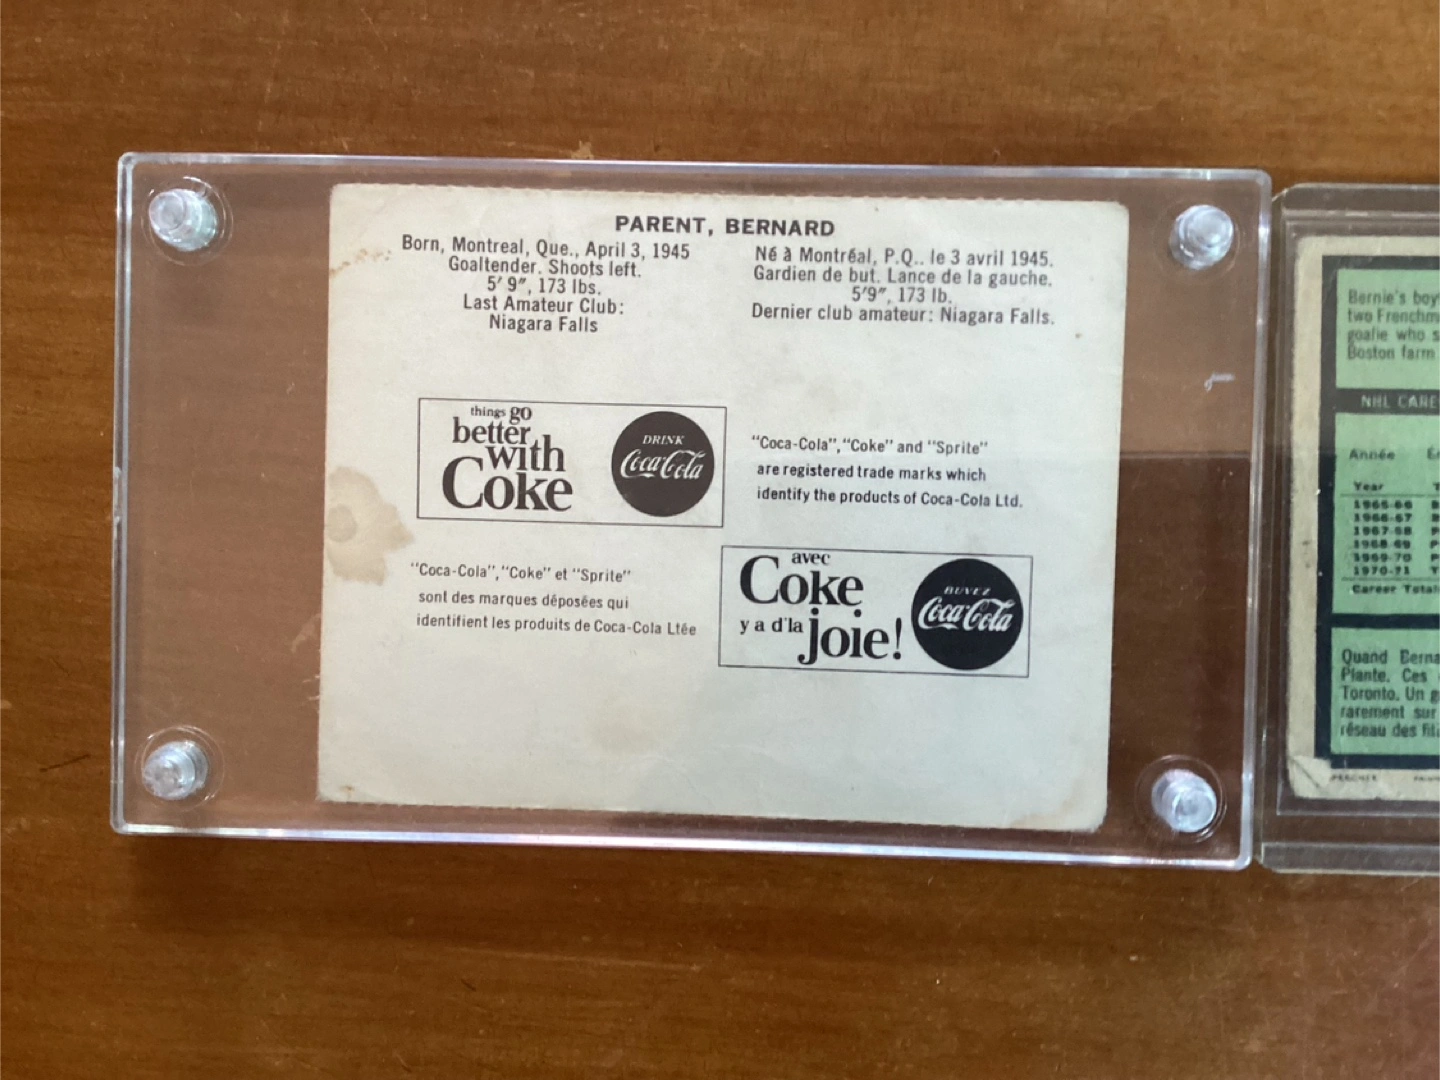 PARENT, BERNARD
Born, Montreal, Que., April 3, 1945
Goaltender. Shoots left.
5' 9", 173 lbs.
Last Amateur Club:
Niagara Falls
Né à Montréal, P.Q.. le 3 avril 1945.
Gardien de but. Lance de la gauche.
5'9", 173 lb.
Dernier club amateur: Niagara Falls.
things go
better
with
Coke
DRINK
Coca-Cola
"Coca-Cola", "Coke" and "Sprite"
are registered trade marks which
identify the products of Coca-Cola Ltd.
"Coca-Cola", "Coke" et "Sprite"
sont des marques déposées qui
identifient les produits de Coca-Cola Ltée
avec
Coke
y a d'la
joie!
BUVEZ
Coca-Cola
Bernie's boy
two Frenchm
goalie who s
Boston farm
NHL CARE
Année
Year
1965-66
1966-67
1967-68
1968-69
1969-70
1970-71
Career Total
Quand Berna
Plante. Ces
Toronto. Un g
rarement sur
réseau des fil